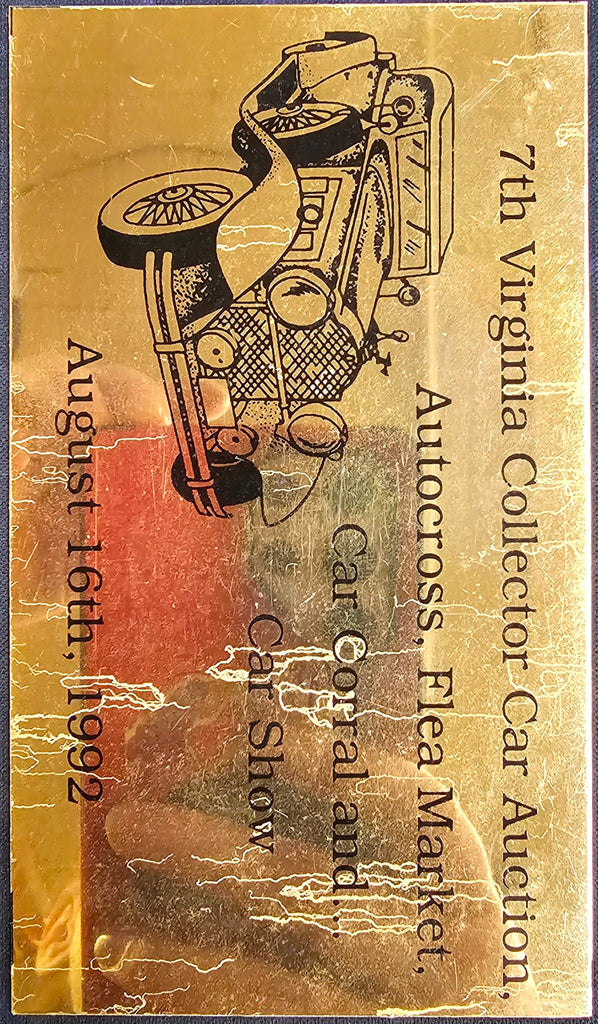 7th Virginia Collector Car Auction,
Autocross, Flea Market,
Car Corral and...
Car Show
August 16th, 1992